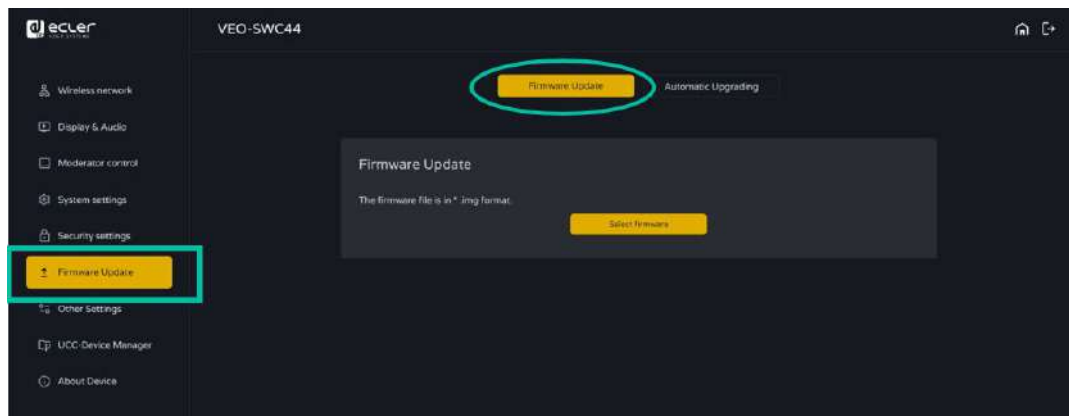 ecler
VEO-SWC44
Wireless network
Display & Audio
Moderator control
System settings
Security settings
Firmware Update
Other Settings
UCC-Device Manager
About Device
Firmware Update
Automatic Upgrading
Firmware Update
The firmware file is in *.img format.
Select firmware